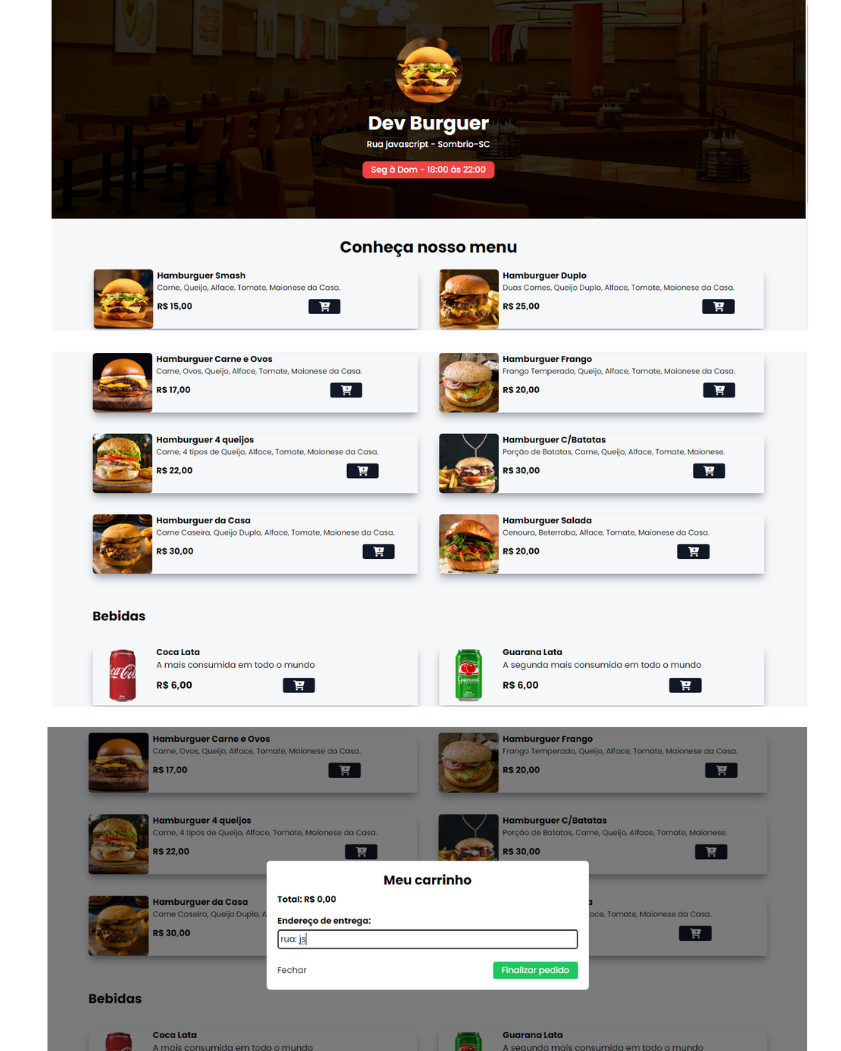 Dev Burguer
Rua javascript - Sombrio-SC
Seg à Dom - 18:00 às 22:00
Conheça nosso menu
Hamburguer Smash
Carne, Queijo, Alface, Tomate, Maionese da Casa.
R$ 15,00
Hamburguer Duplo
Duas Carnes, Queijo Duplo, Alface, Tomate, Maionese da Casa.
R$ 25,00
Hamburguer Carne e Ovos
Carne, Ovos, Queijo, Alface, Tomate, Maionese da Casa.
R$ 17,00
Hamburguer Frango
Frango Temperado, Queijo, Alface, Tomate, Maionese da Casa.
R$ 20,00
Hamburguer 4 queijos
Carne, 4 tipos de Queijo, Alface, Tomate, Maionese da Casa.
R$ 22,00
Hamburguer C/Batatas
Porção de Batatas, Carne, Queijo, Alface, Tomate, Maionese.
R$ 30,00
Hamburguer da Casa
Carne Caseira, Queijo Duplo, Alface, Tomate, Maionese da Casa.
R$ 30,00
Hamburguer Salada
Cenoura, Beterraba, Alface, Tomate, Maionese da Casa.
R$ 20,00
Bebidas
Coca Lata
A mais consumida em todo o mundo
R$ 6,00
Guarana Lata
A segunda mais consumida em todo o mundo
R$ 6,00
Hamburguer Carne e Ovos
Carne, Ovos, Queijo, Alface, Tomate, Maionese da Casa.
R$ 17,00
Hamburguer Frango
Frango Temperado, Queijo, Alface, Tomate, Maionese da Casa.
R$ 20,00
Hamburguer 4 queijos
Carne, 4 tipos de Queijo, Alface, Tomate, Maionese da Casa.
R$ 22,00
Hamburguer C/Batatas
Porção de Batatas, Carne, Queijo, Alface, Tomate, Maionese.
R$ 30,00
Hamburguer da Casa
Carne Caseira, Queijo Duplo, A
R$ 30,00
Tomate, Maionese da Casa.
Meu carrinho
Total: R$ 0,00
Endereço de entrega:
rua: js
Fechar
Finalizar pedido
Bebidas
Coca Lata
A mais consumida em todo o mundo
Guarana Lata
A segunda mais consumida em todo o mundo